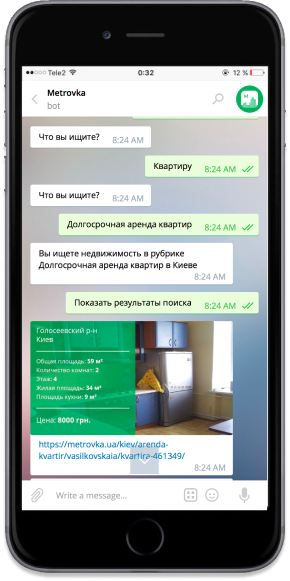 Tele2
0:32
12 %
Metrovka
bot
Что вы ищите?
8:24 AM
Квартиру
8:24 AM
Что вы ищите?
8:24 AM
Долгосрочная аренда квартир
8:24 AM
Вы ищете недвижимость в рубрике
Долгосрочная аренда квартир в Киеве
8:24 AM
Показать результаты поиска
8:24 AM
Голосеевский р-н
Киев
Общая площадь: 59 м²
Количество комнат: 2
Этаж: 4
Жилая площадь: 34 м²
Площадь кухни: 9 м²
Цена: 8000 грн.
https://metrovka.ua/kiev/arenda-
kvartir/vasilkovskaia/kvartira-461349/
8:24 AM
Write a message...